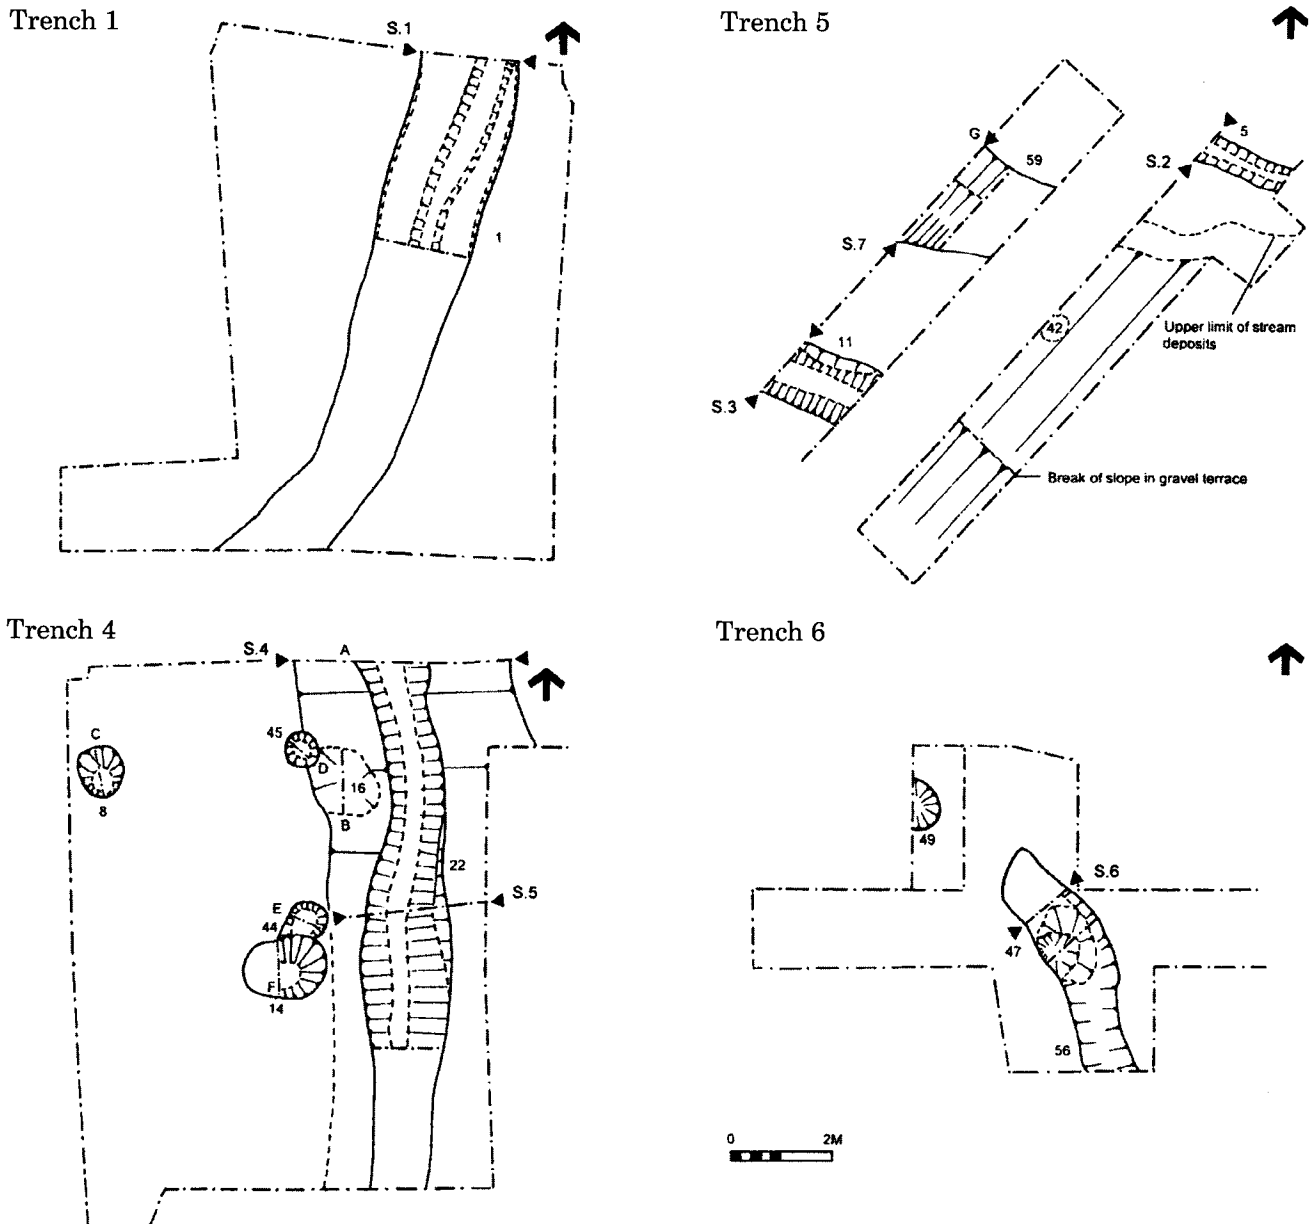 Trench 1
S.1
1
Trench 5
G
59
S.7
11
S.3
5
S.2
42
Upper limit of stream
deposits
Break of slope in gravel terrace
Trench 4
S.4
A
C
8
45
D
16
B
22
S.5
E
44
F
14
Trench 6
49
S.6
47
56
0 2M